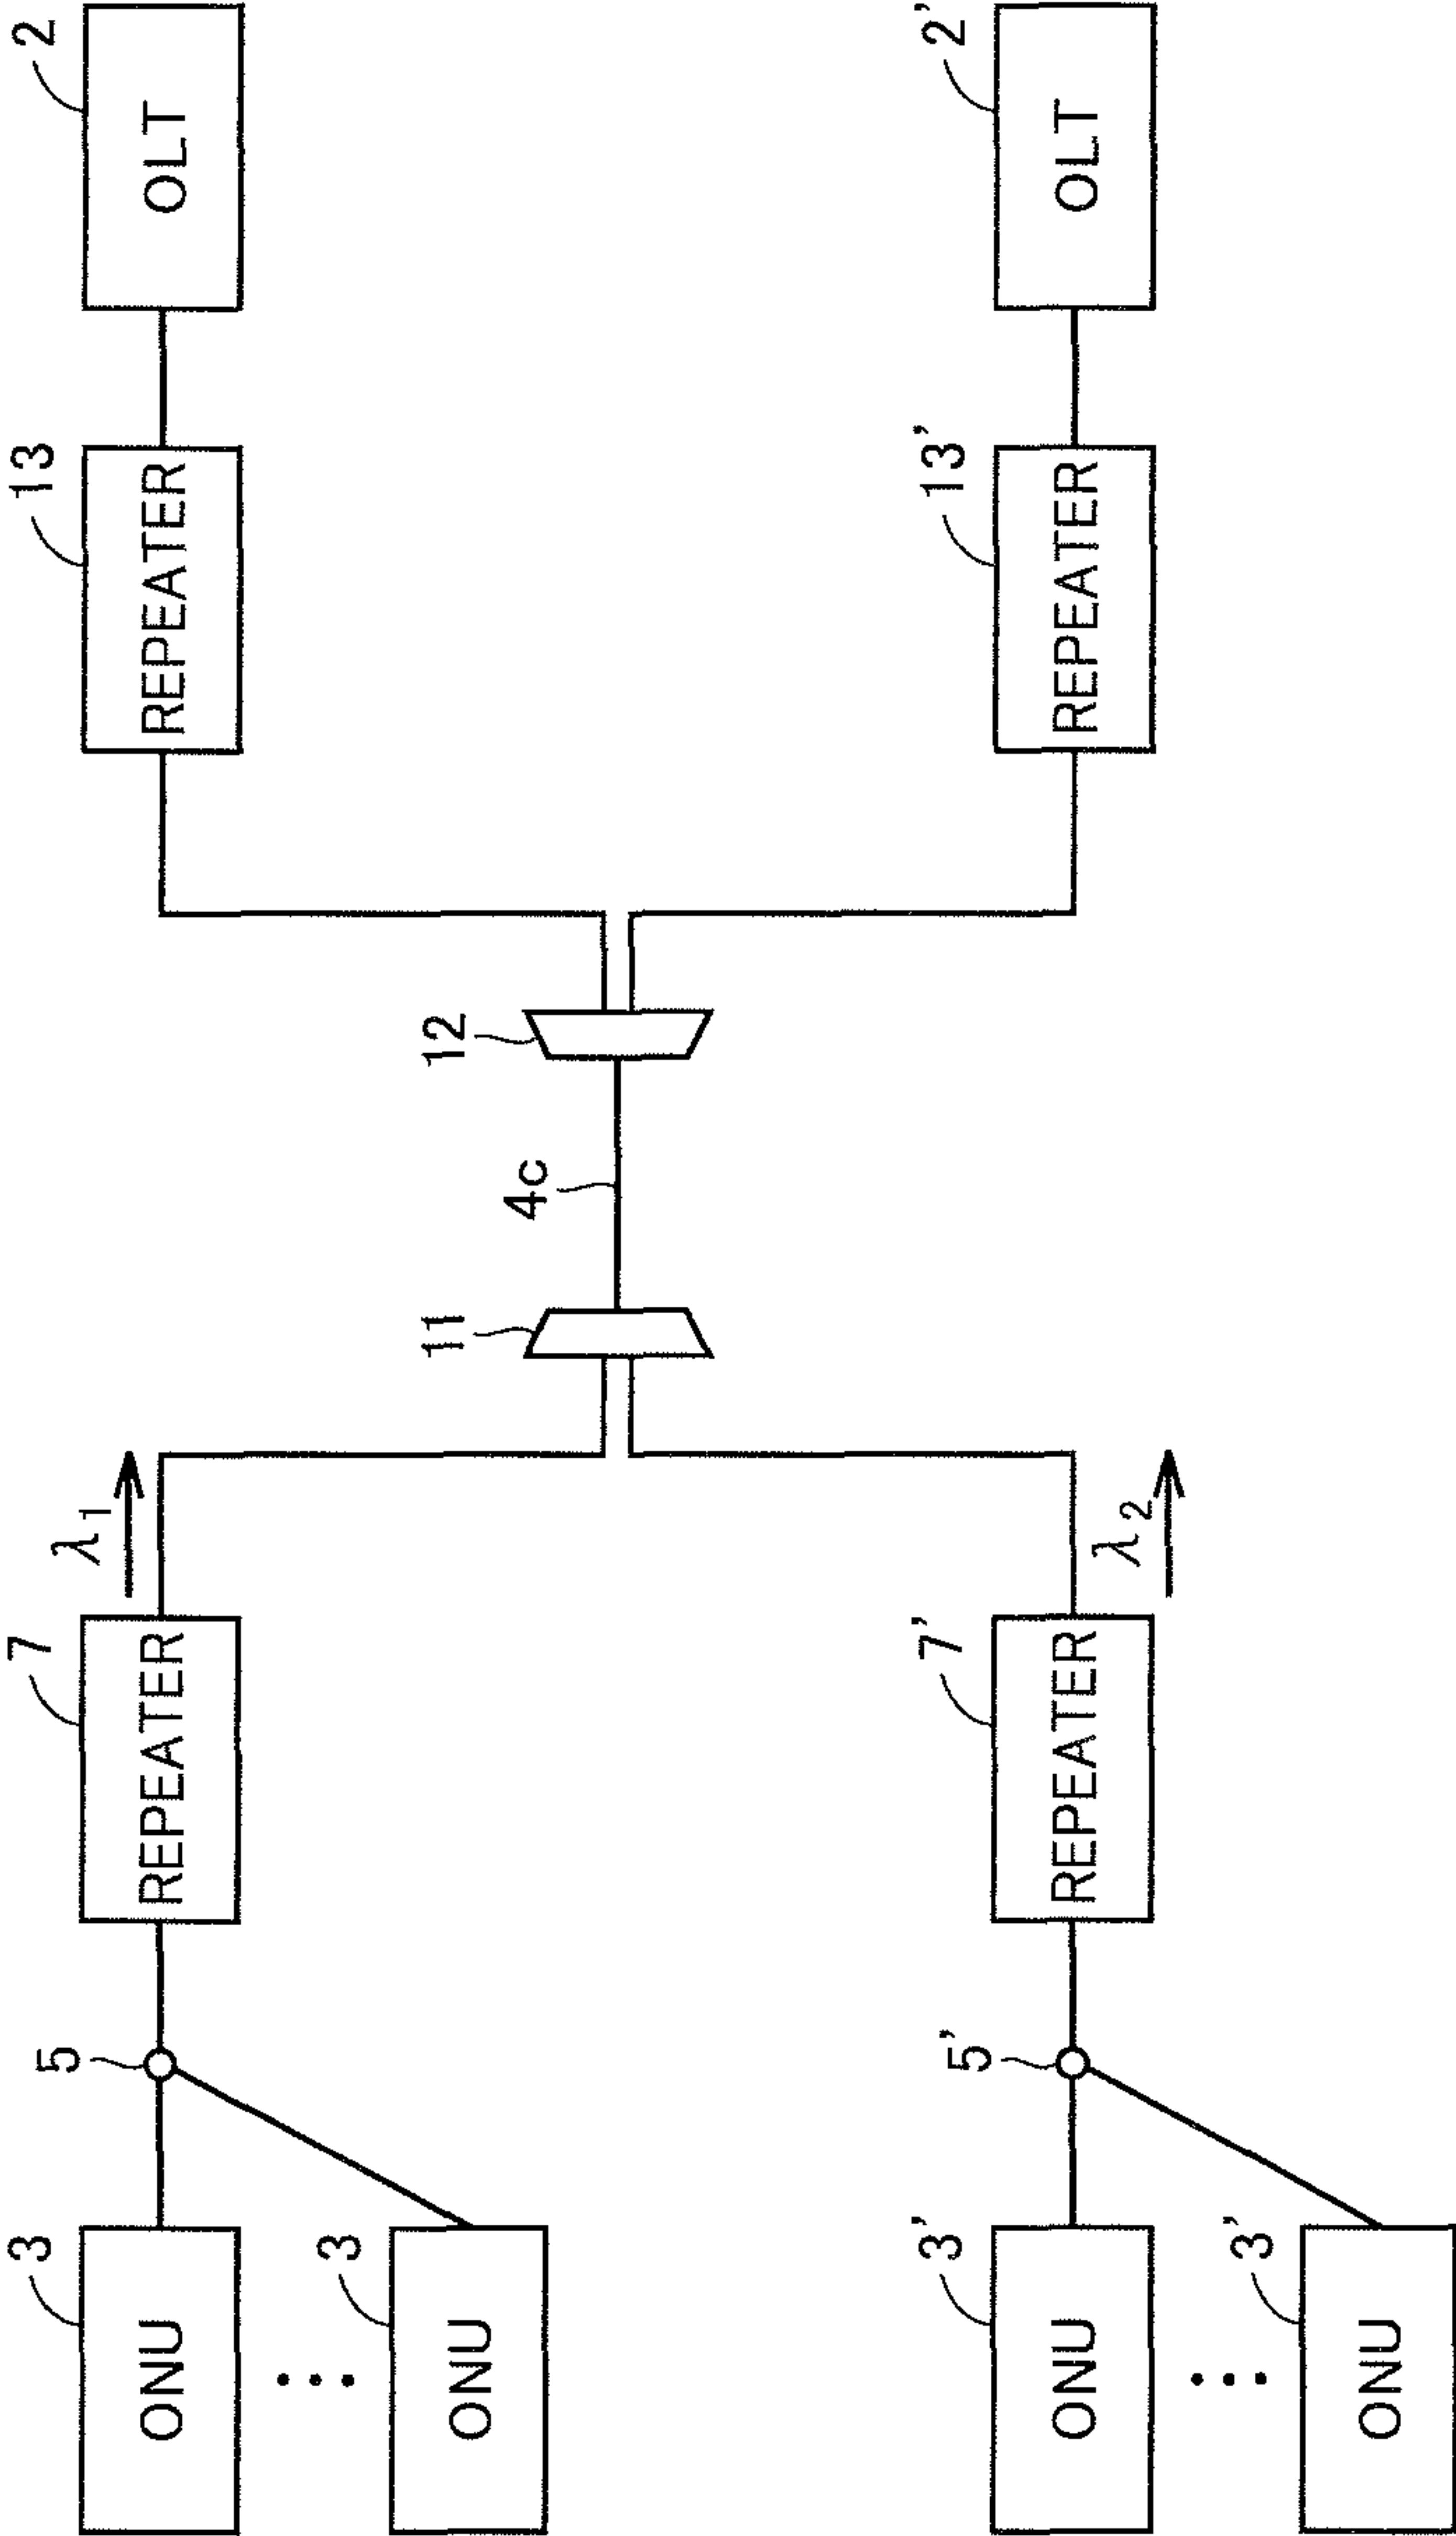 3
ONU
3
ONU
5
7
REPEATER
λ1
11
4c
12
13
REPEATER
2
OLT
3'
ONU
3'
ONU
5'
7'
REPEATER
λ2
13'
REPEATER
2'
OLT